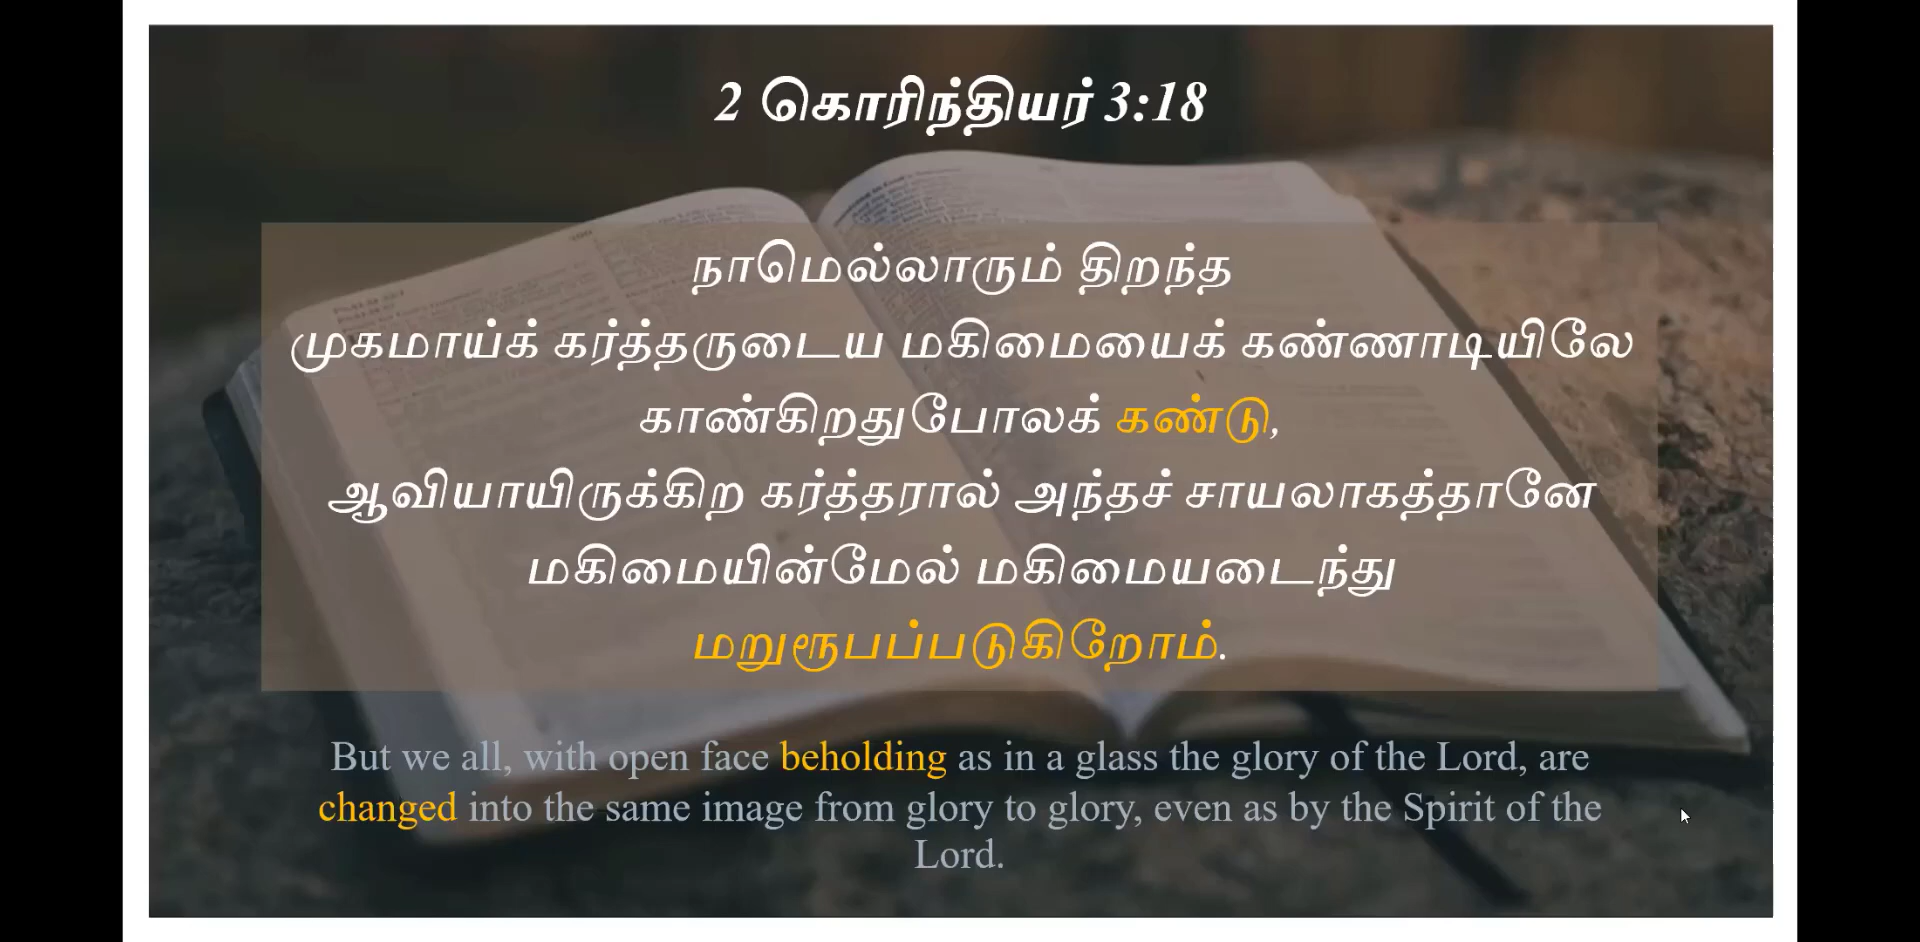 2 கொரிந்தியர் 3:18
நாமெல்லாரும் திறந்த
முகமாய்க் கர்த்தருடைய மகிமையைக் கண்ணாடியிலே
காண்கிறதுபோலக் கண்டு,
ஆவியாயிருக்கிற கர்த்தரால் அந்தச் சாயலாகத்தானே
மகிமையின்மேல் மகிமையடைந்து
மறுரூபப்படுகிறோம்.
But we all, with open face beholding as in a glass the glory of the Lord, are
changed into the same image from glory to glory, even as by the Spirit of the
Lord.